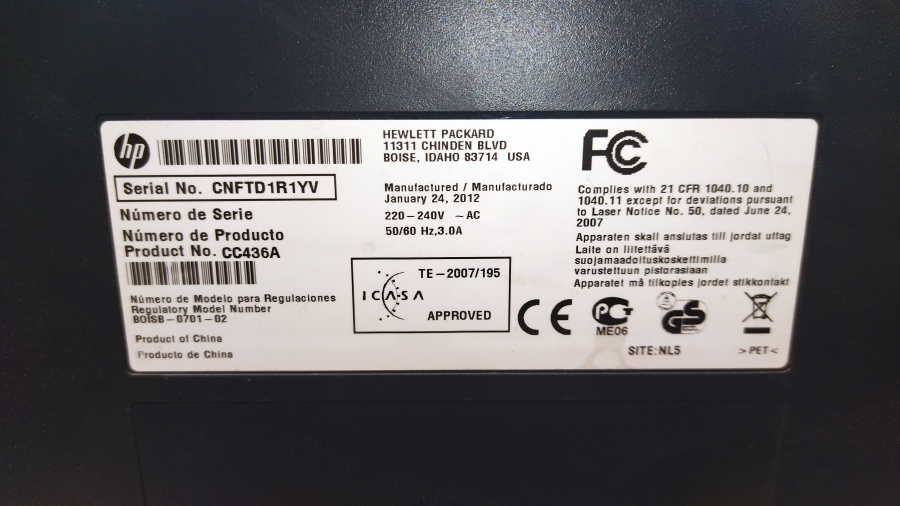 hp
Serial No. CNFTD1R1YV
Número de Serie
Número de Producto
Product No. CC436A
Número de Modelo para Regulaciones
Regulatory Model Number
BOISB-0701-02
Product of China
Producto de China
HEWLETT PACKARD
11311 CHINDEN BLVD
BOISE, IDAHO 83714 USA
Manufactured / Manufacturado
January 24, 2012
220-240V ~AC
50/60 Hz,3.0A
TE-2007/195
ICASA
APPROVED
FC
Complies with 21 CFR 1040.10 and
1040.11 except for deviations pursuant
to Laser Notice No. 50, dated June 24,
2007
Apparaten skall anslutas till jordat uttag
Laite on liitettävä
suojamaadoituskoskettimilla
varustettuun pistorasiaan
Apparatet må tilkoples jordet stikkontakt
CE
PCT
ME06
GS
SITE:NL5
>PET<